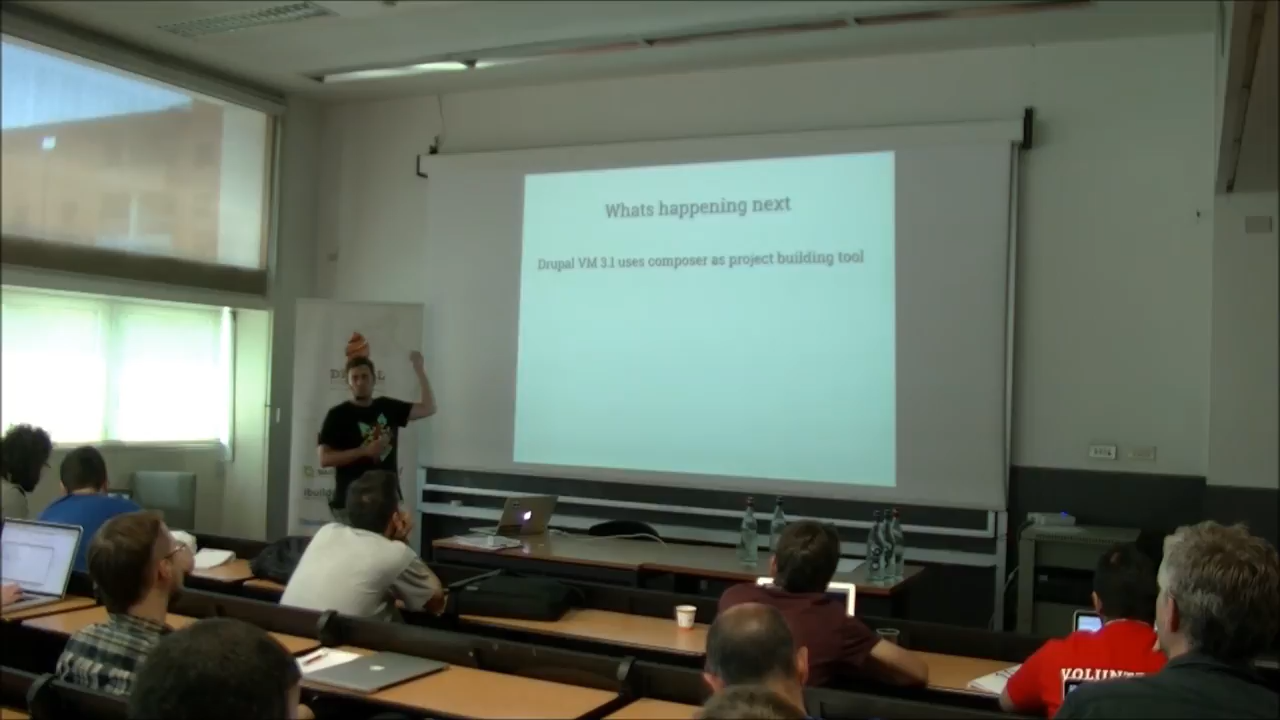 Whats happening next
Drupal VM 3.1 uses composer as project building tool